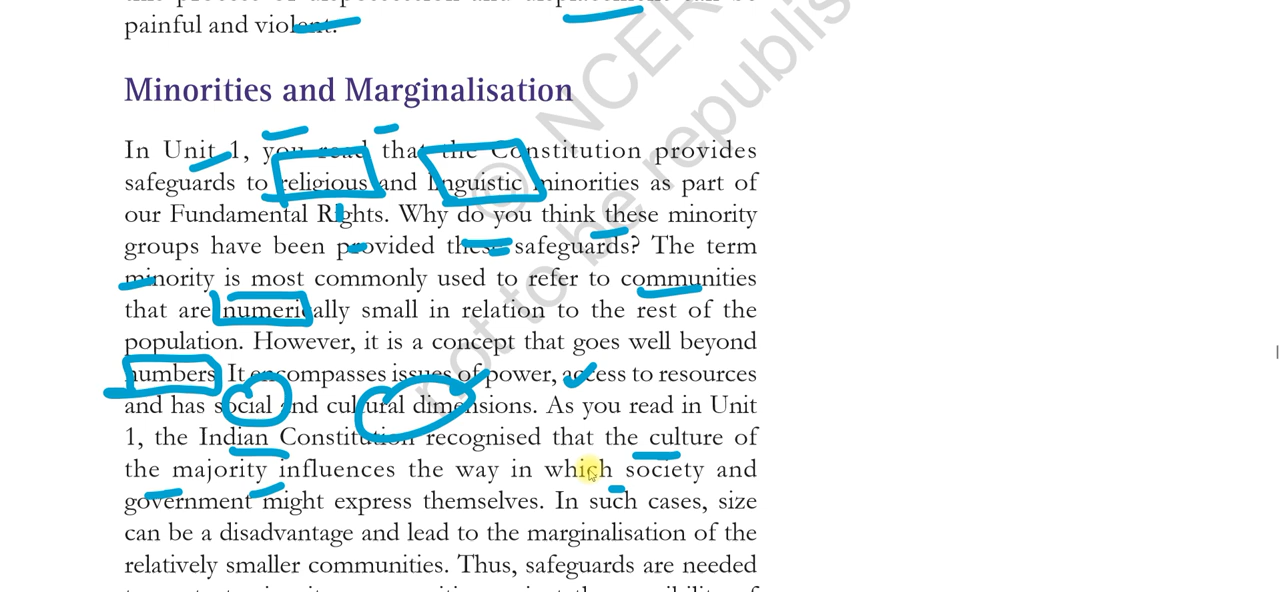 painful and violent.
Minorities and Marginalisation
In Unit 1, you read that the Constitution provides
safeguards to religious and linguistic minorities as part of
our Fundamental Rights. Why do you think these minority
groups have been provided these safeguards? The term
minority is most commonly used to refer to communities
that are numerically small in relation to the rest of the
population. However, it is a concept that goes well beyond
numbers. It encompasses issues of power, access to resources
and has social and cultural dimensions. As you read in Unit
1, the Indian Constitution recognised that the culture of
the majority influences the way in which society and
government might express themselves. In such cases, size
can be a disadvantage and lead to the marginalisation of the
relatively smaller communities. Thus, safeguards are needed
© NCER
not to be republis